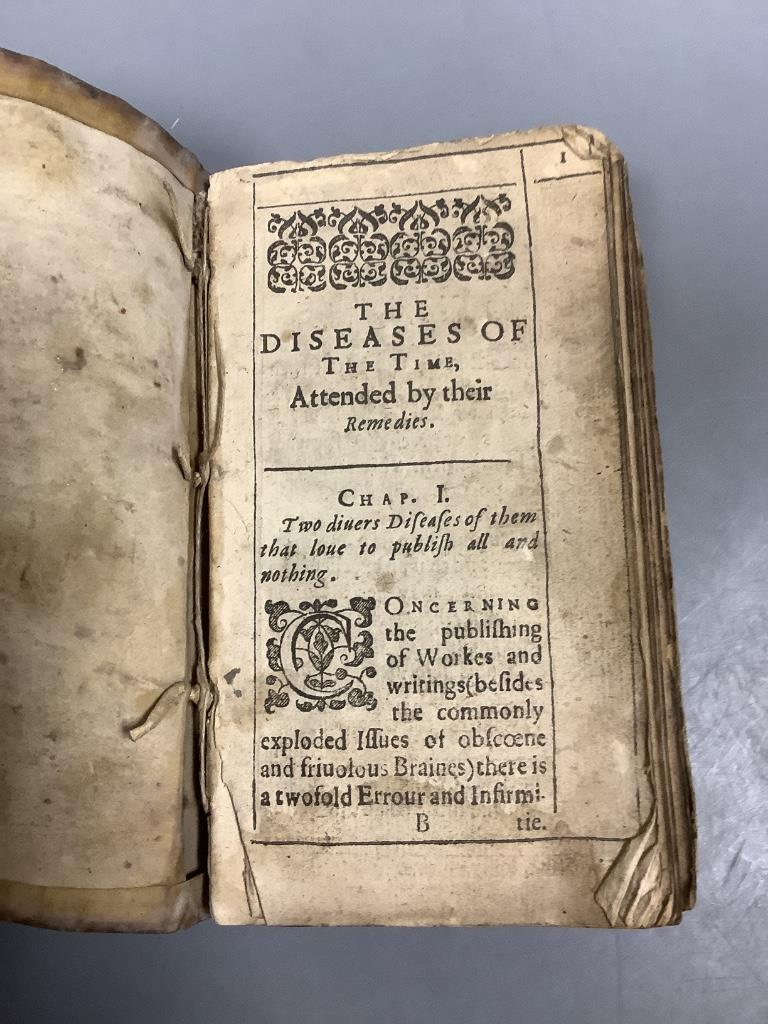 1
THE
DISEASES OF
THE TIME,
Attended by their
Remedies.
CHAP. I.
Two diuers Diſeaſes of them
that loue to publiſh all and
nothing.
CONCERNING
the publiſhing
of Workes and
writings(beſides
the commonly
exploded Iſſues of obſcœne
and friuolous Braines)there is
a twofold Errour and Infirmi-
B tie.